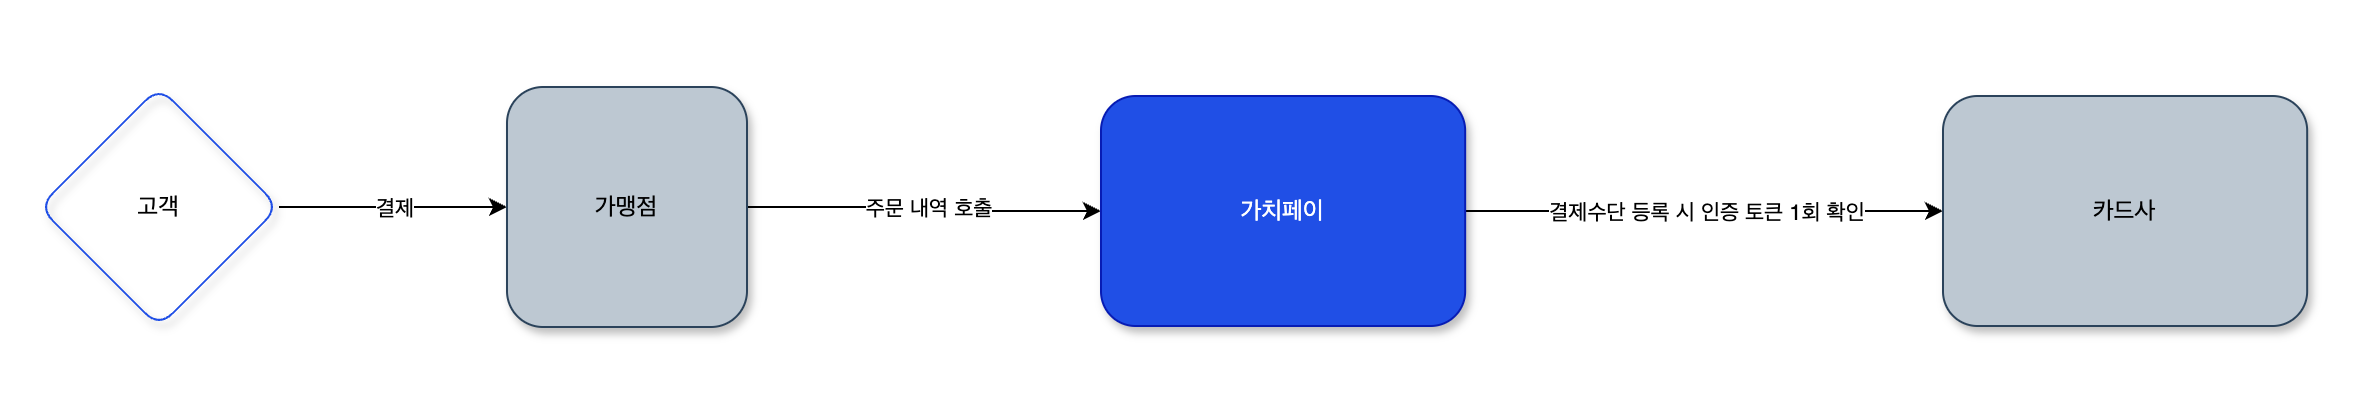 고객
결제
가맹점
주문 내역 호출
가치페이
결제수단 등록 시 인증 토큰 1회 확인
카드사